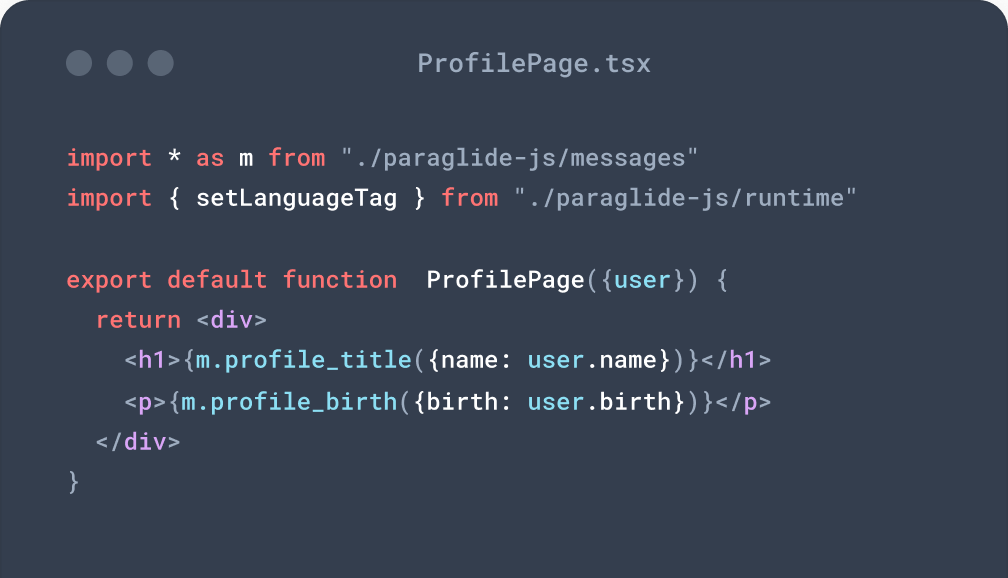 ProfilePage.tsx
import * as m from "./paraglide-js/messages"
import { setLanguageTag } from "./paraglide-js/runtime"
export default function  ProfilePage({user}) {
  return <div>
    <h1>{m.profile_title({name: user.name})}</h1>
    <p>{m.profile_birth({birth: user.birth})}</p>
  </div>
}